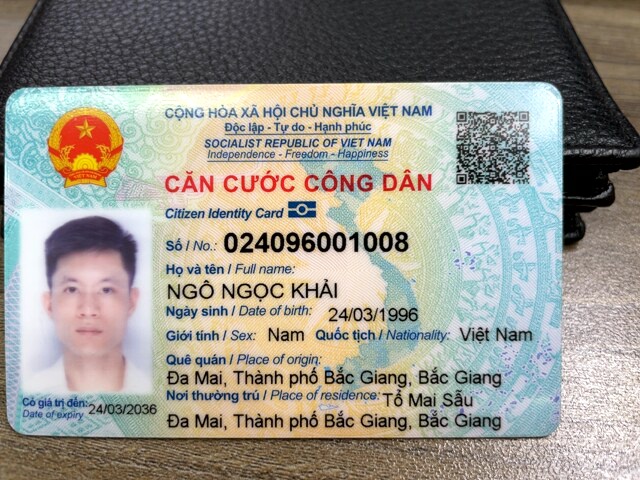 CỘNG HÒA XÃ HỘI CHỦ NGHĨA VIỆT NAM
Độc lập - Tự do - Hạnh phúc
SOCIALIST REPUBLIC OF VIET NAM
Independence - Freedom - Happiness
CĂN CƯỚC CÔNG DÂN
Citizen Identity Card
Số / No.: 024096001008
Họ và tên / Full name:
NGÔ NGỌC KHẢI
Ngày sinh / Date of birth: 24/03/1996
Giới tính / Sex: Nam Quốc tịch / Nationality: Việt Nam
Quê quán / Place of origin:
Đa Mai, Thành phố Bắc Giang, Bắc Giang
Nơi thường trú / Place of residence: Tổ Mai Sẫu
Đa Mai, Thành phố Bắc Giang, Bắc Giang
Có giá trị đến: 24/03/2036
Date of expiry